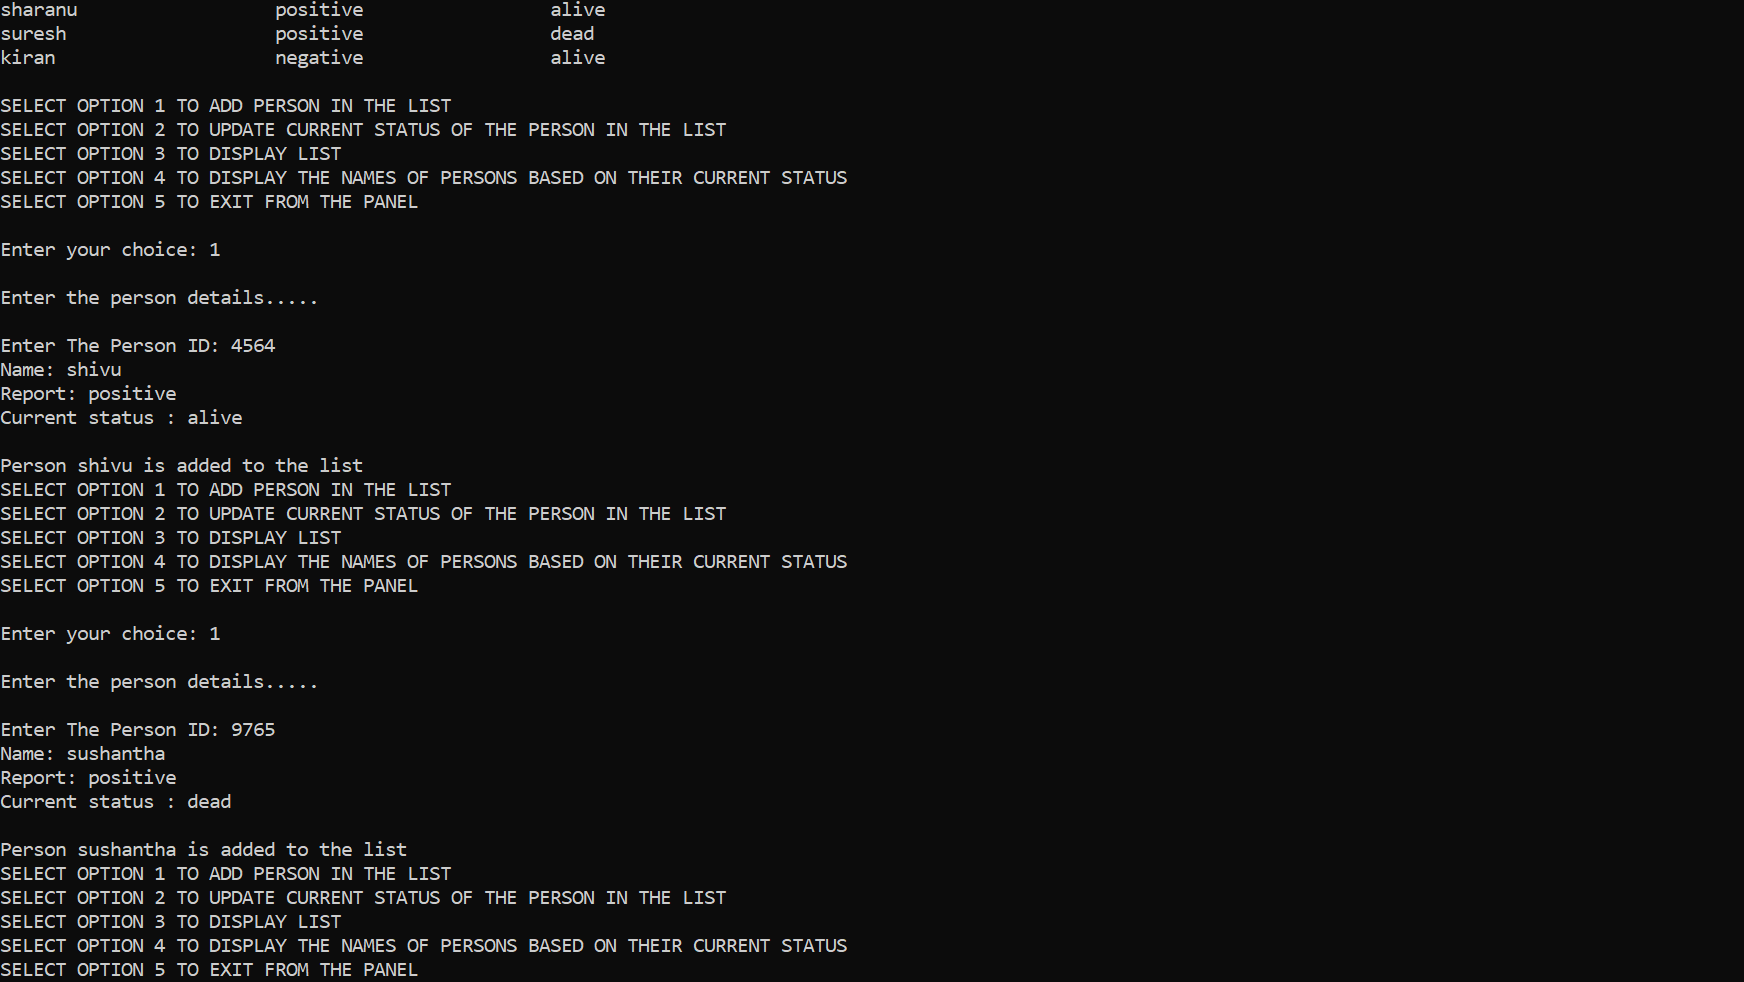 sharanu                  positive                 alive
suresh                   positive                 dead
kiran                    negative                 alive

SELECT OPTION 1 TO ADD PERSON IN THE LIST
SELECT OPTION 2 TO UPDATE CURRENT STATUS OF THE PERSON IN THE LIST
SELECT OPTION 3 TO DISPLAY LIST
SELECT OPTION 4 TO DISPLAY THE NAMES OF PERSONS BASED ON THEIR CURRENT STATUS
SELECT OPTION 5 TO EXIT FROM THE PANEL

Enter your choice: 1

Enter the person details.....

Enter The Person ID: 4564
Name: shivu
Report: positive
Current status : alive

Person shivu is added to the list
SELECT OPTION 1 TO ADD PERSON IN THE LIST
SELECT OPTION 2 TO UPDATE CURRENT STATUS OF THE PERSON IN THE LIST
SELECT OPTION 3 TO DISPLAY LIST
SELECT OPTION 4 TO DISPLAY THE NAMES OF PERSONS BASED ON THEIR CURRENT STATUS
SELECT OPTION 5 TO EXIT FROM THE PANEL

Enter your choice: 1

Enter the person details.....

Enter The Person ID: 9765
Name: sushantha
Report: positive
Current status : dead

Person sushantha is added to the list
SELECT OPTION 1 TO ADD PERSON IN THE LIST
SELECT OPTION 2 TO UPDATE CURRENT STATUS OF THE PERSON IN THE LIST
SELECT OPTION 3 TO DISPLAY LIST
SELECT OPTION 4 TO DISPLAY THE NAMES OF PERSONS BASED ON THEIR CURRENT STATUS
SELECT OPTION 5 TO EXIT FROM THE PANEL